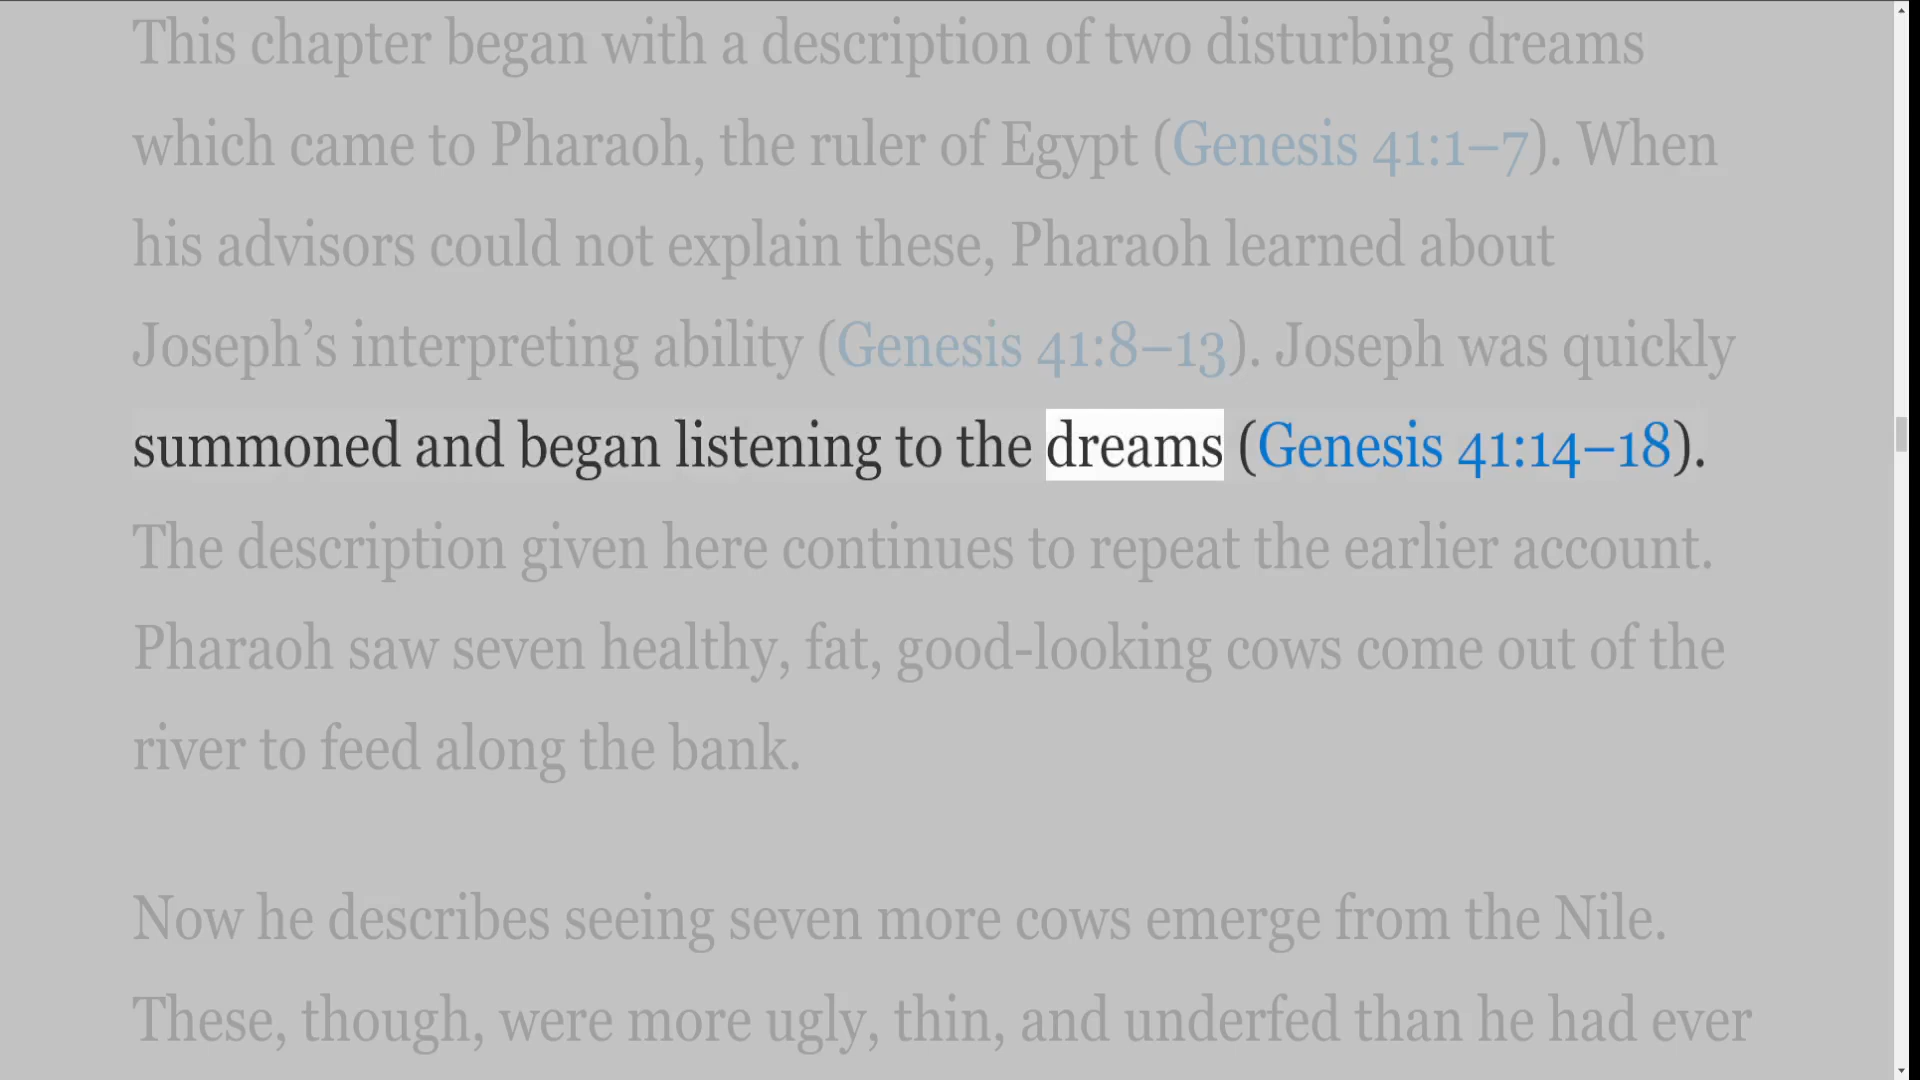 This chapter began with a description of two disturbing dreams
which came to Pharaoh, the ruler of Egypt (Genesis 41:1–7). When
his advisors could not explain these, Pharaoh learned about
Joseph’s interpreting ability (Genesis 41:8–13). Joseph was quickly
summoned and began listening to the dreams (Genesis 41:14–18).
The description given here continues to repeat the earlier account.
Pharaoh saw seven healthy, fat, good-looking cows come out of the
river to feed along the bank.
Now he describes seeing seven more cows emerge from the Nile.
These, though, were more ugly, thin, and underfed than he had ever